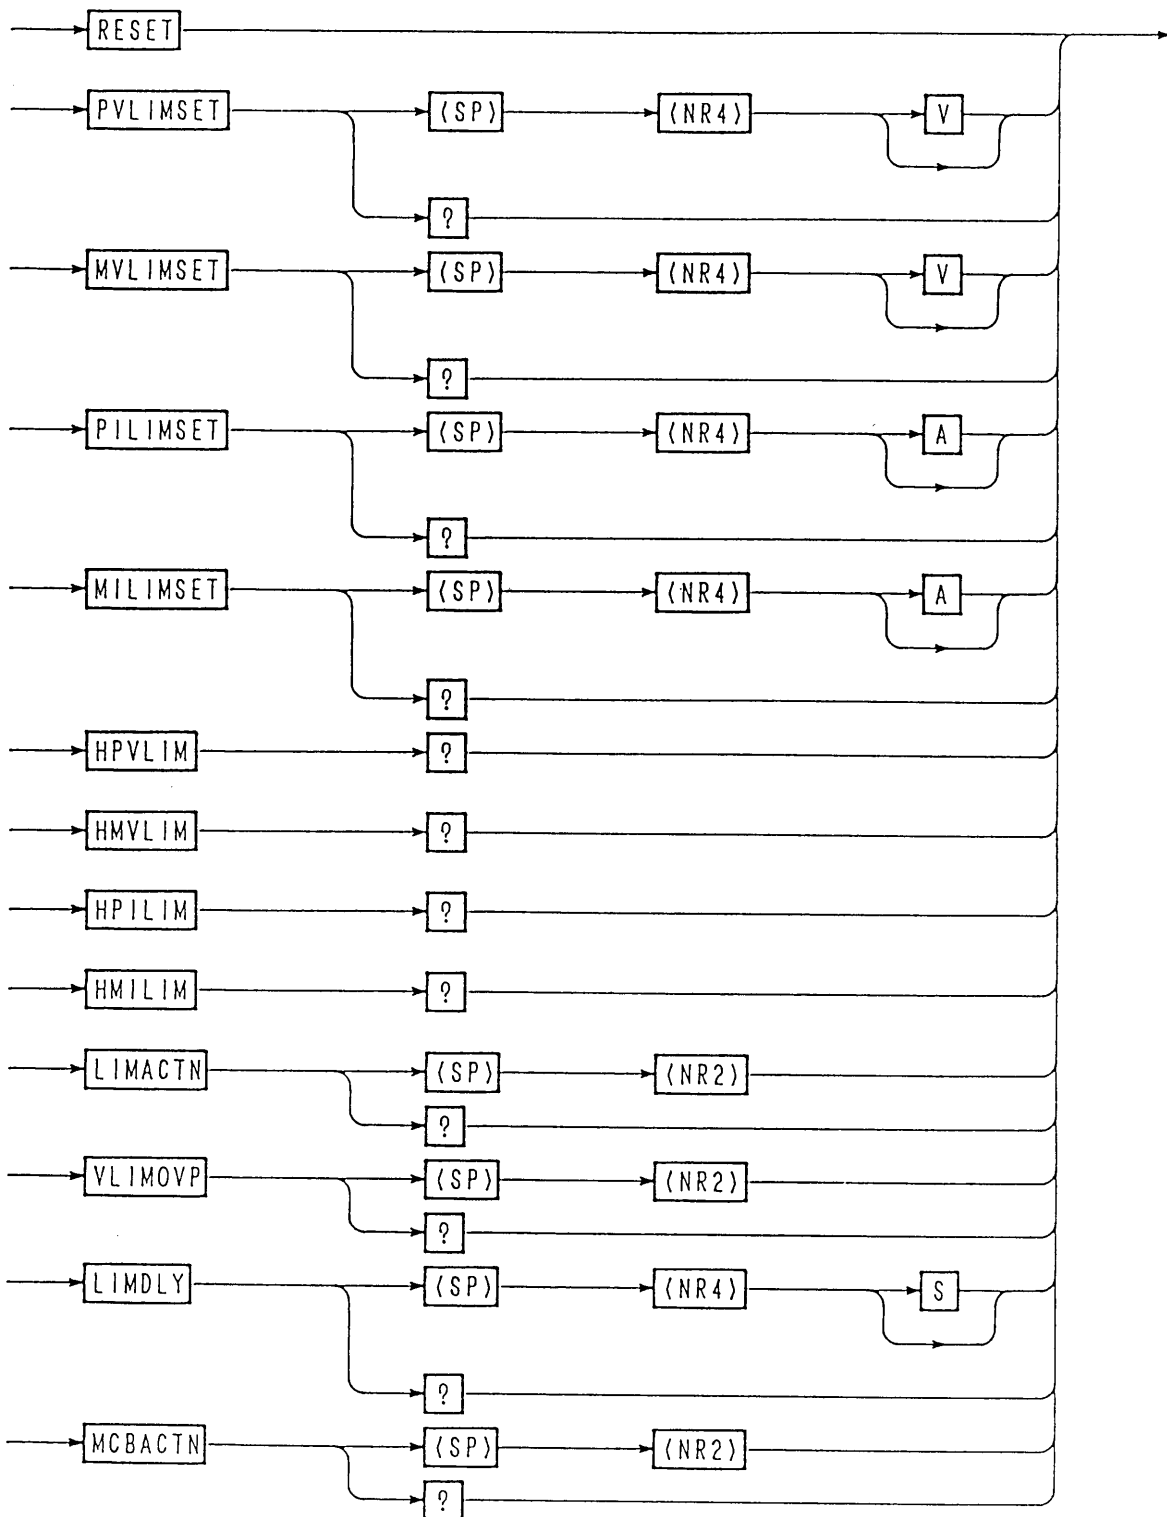 RESET
PVLIMSET ⟨SP⟩ ⟨NR4⟩ V
?
MVLIMSET ⟨SP⟩ ⟨NR4⟩ V
?
PILIMSET ⟨SP⟩ ⟨NR4⟩ A
?
MILIMSET ⟨SP⟩ ⟨NR4⟩ A
?
HPVLIM ?
HMVLIM ?
HPILIM ?
HMILIM ?
LIMACTN ⟨SP⟩ ⟨NR2⟩
?
VLIMOVP ⟨SP⟩ ⟨NR2⟩
?
LIMDLY ⟨SP⟩ ⟨NR4⟩ S
?
MCBACTN ⟨SP⟩ ⟨NR2⟩
?